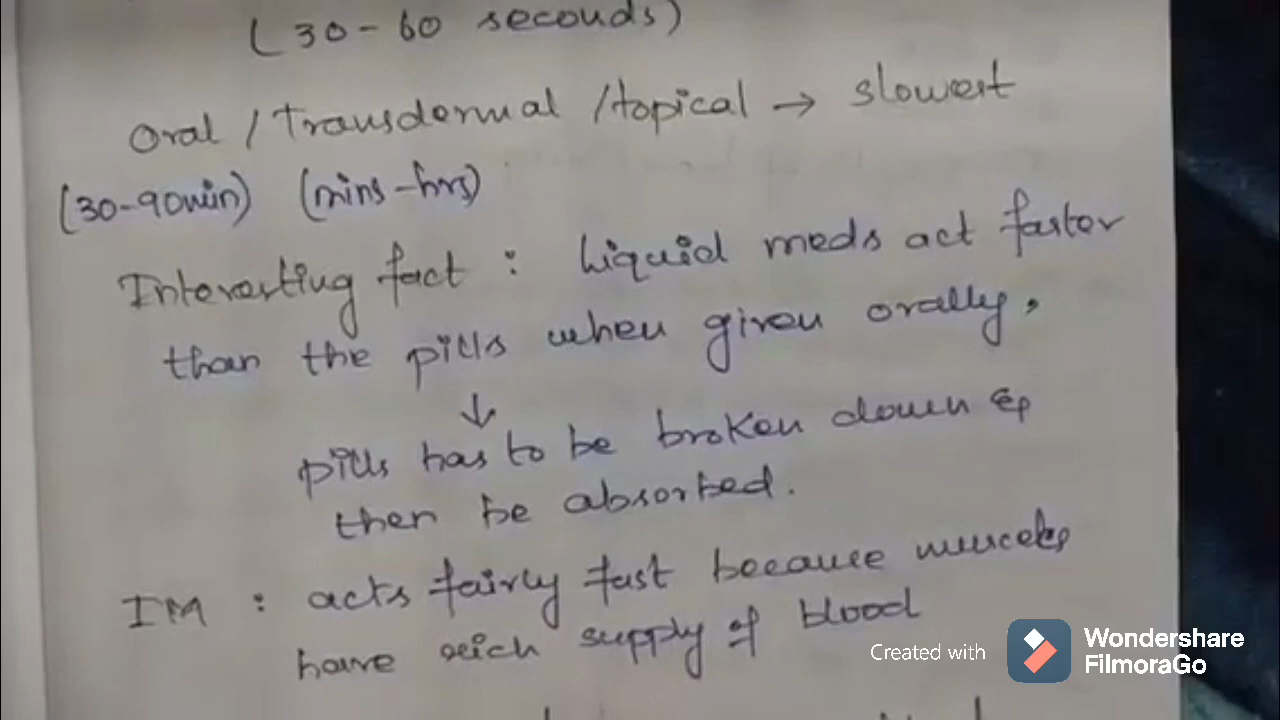 (30-60 seconds)
Oral / Transdermal / topical → slowest
(30-90min) (mins-hrs)
Interesting fact : Liquid meds act faster
than the pills when given orally,
↓
pills has to be broken down &
then be absorbed.
IM : acts fairly fast because muscles
have rich supply of blood
Created with Wondershare
FilmoraGo